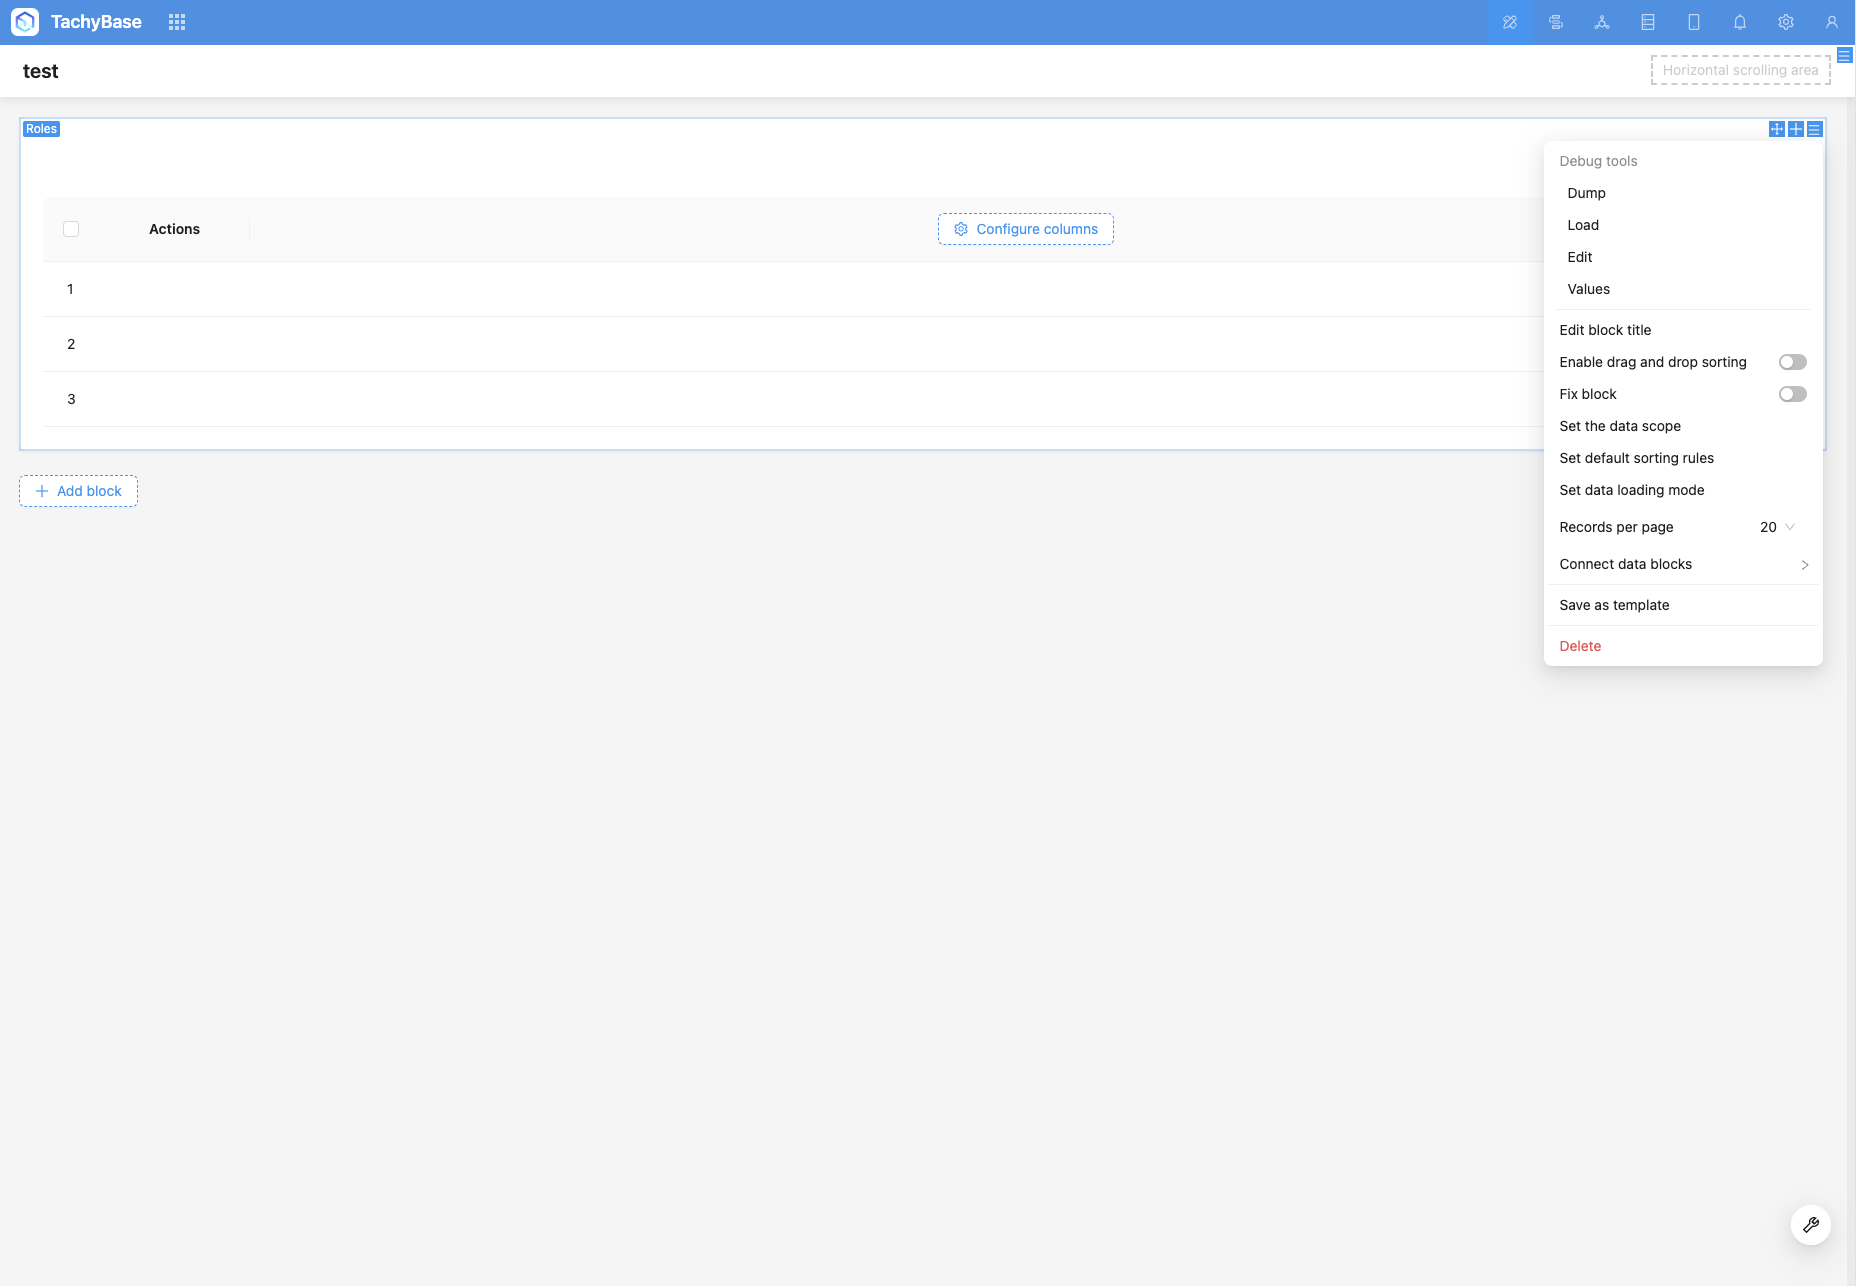 TachyBase
test
Horizontal scrolling area
Roles
Debug tools
Dump
Actions
Configure columns
Load
Edit
1
Values
2
Edit block title
Enable drag and drop sorting
3
Fix block
Set the data scope
Set default sorting rules
Add block
Set data loading mode
Records per page 20
Connect data blocks
Save as template
Delete